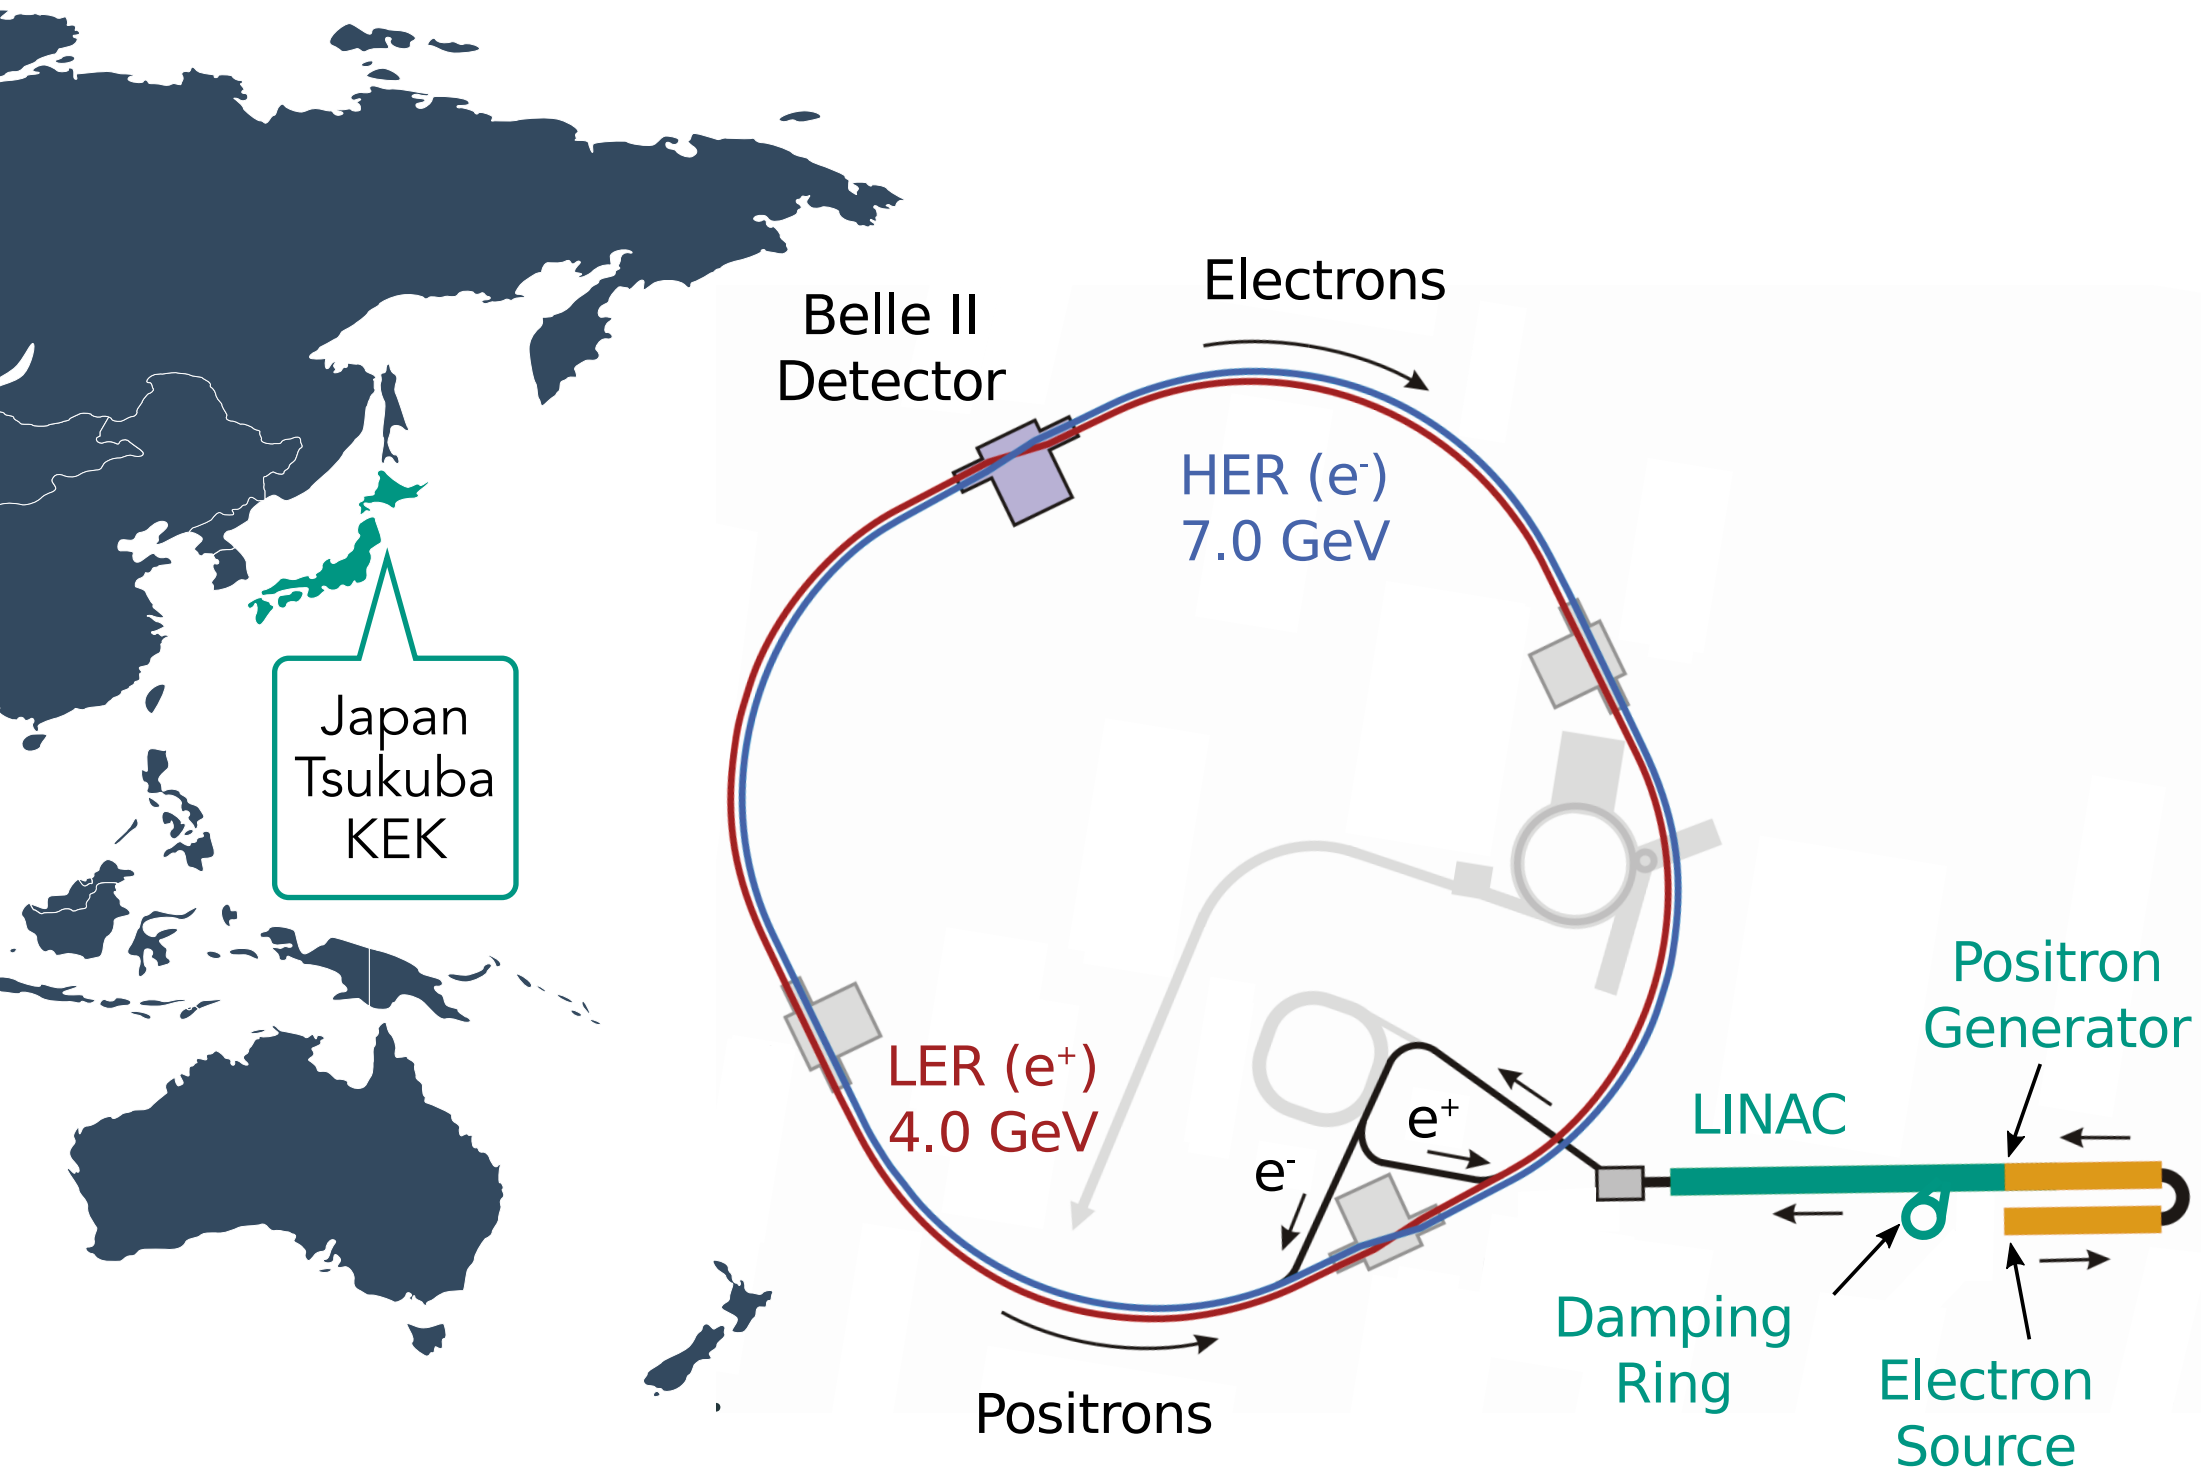 Electrons
Belle II
Detector
HER (e⁻)
7.0 GeV
Japan
Tsukuba
KEK
Positron
Generator
LER (e⁺)
4.0 GeV
e⁺
LINAC
e⁻
Damping
Ring
Electron
Source
Positrons